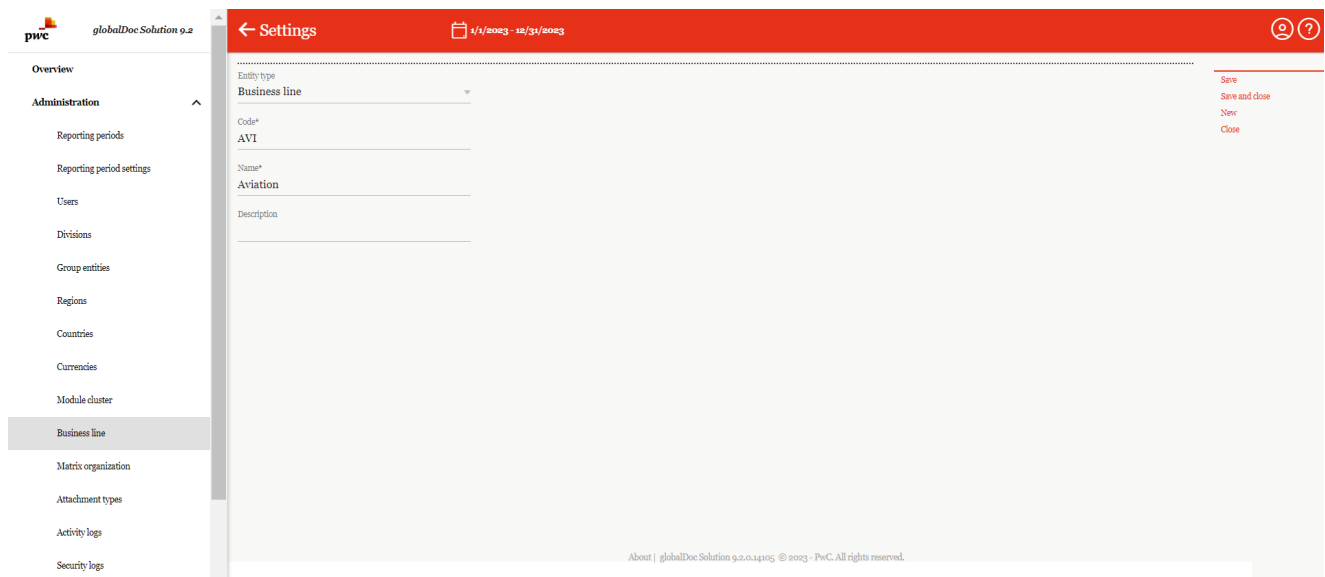 pwc
globalDoc Solution 9.2
Overview
Administration
Reporting periods
Reporting period settings
Users
Divisions
Group entities
Regions
Countries
Currencies
Module cluster
Business line
Matrix organization
Attachment types
Activity logs
Security logs
← Settings
1/1/2023 - 12/31/2023
?
Entity type
Business line
Code*
AVI
Name*
Aviation
Description
Save
Save and close
New
Close
About | globalDoc Solution 9.2.0.14105 © 2023 - PwC. All rights reserved.